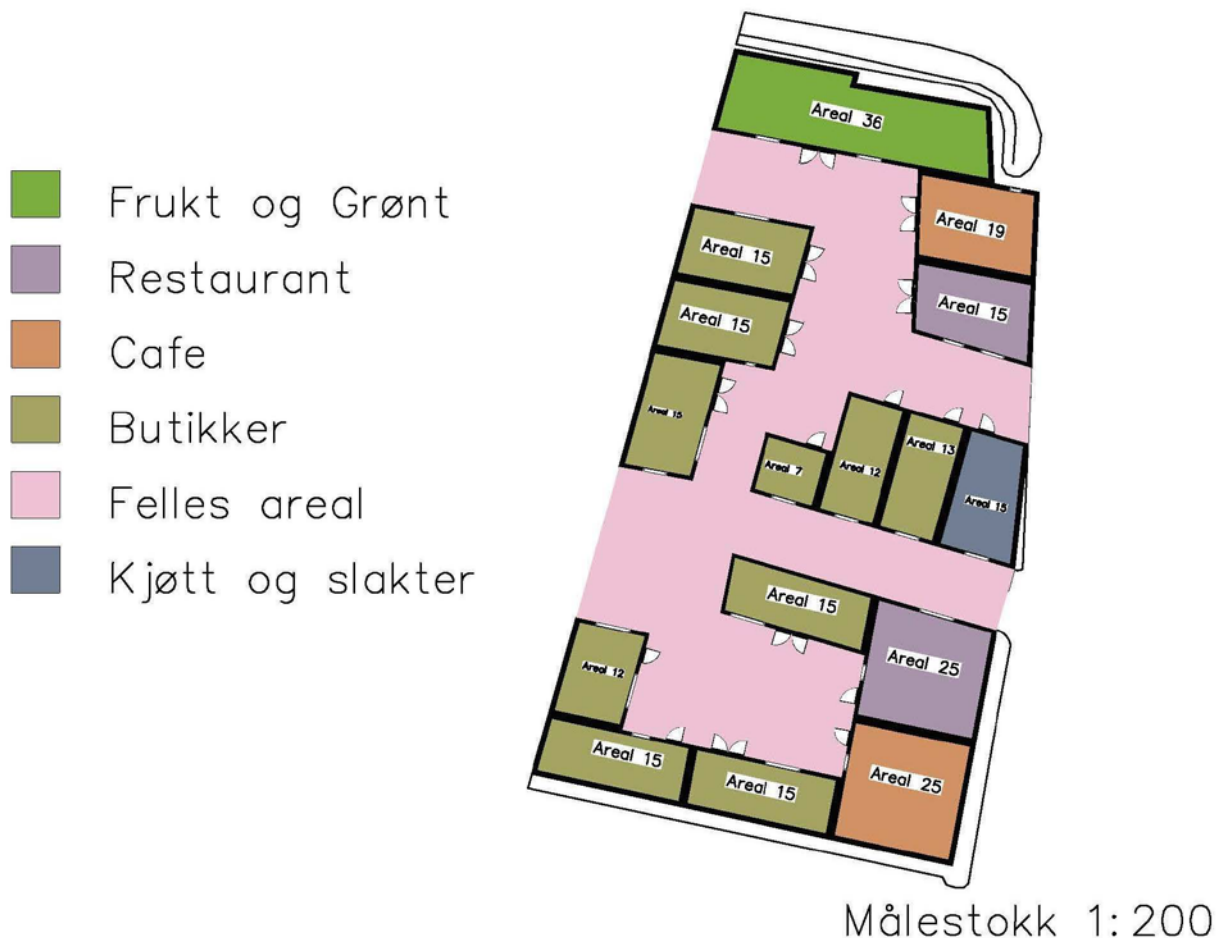 Frukt og Grønt
Restaurant
Cafe
Butikker
Felles areal
Kjøtt og slakter
Areal 36
Areal 19
Areal 15
Areal 15
Areal 15
Areal 15
Areal 7
Areal 12
Areal 13
Areal 15
Areal 15
Areal 25
Areal 12
Areal 15
Areal 15
Areal 25
Målestokk 1:200